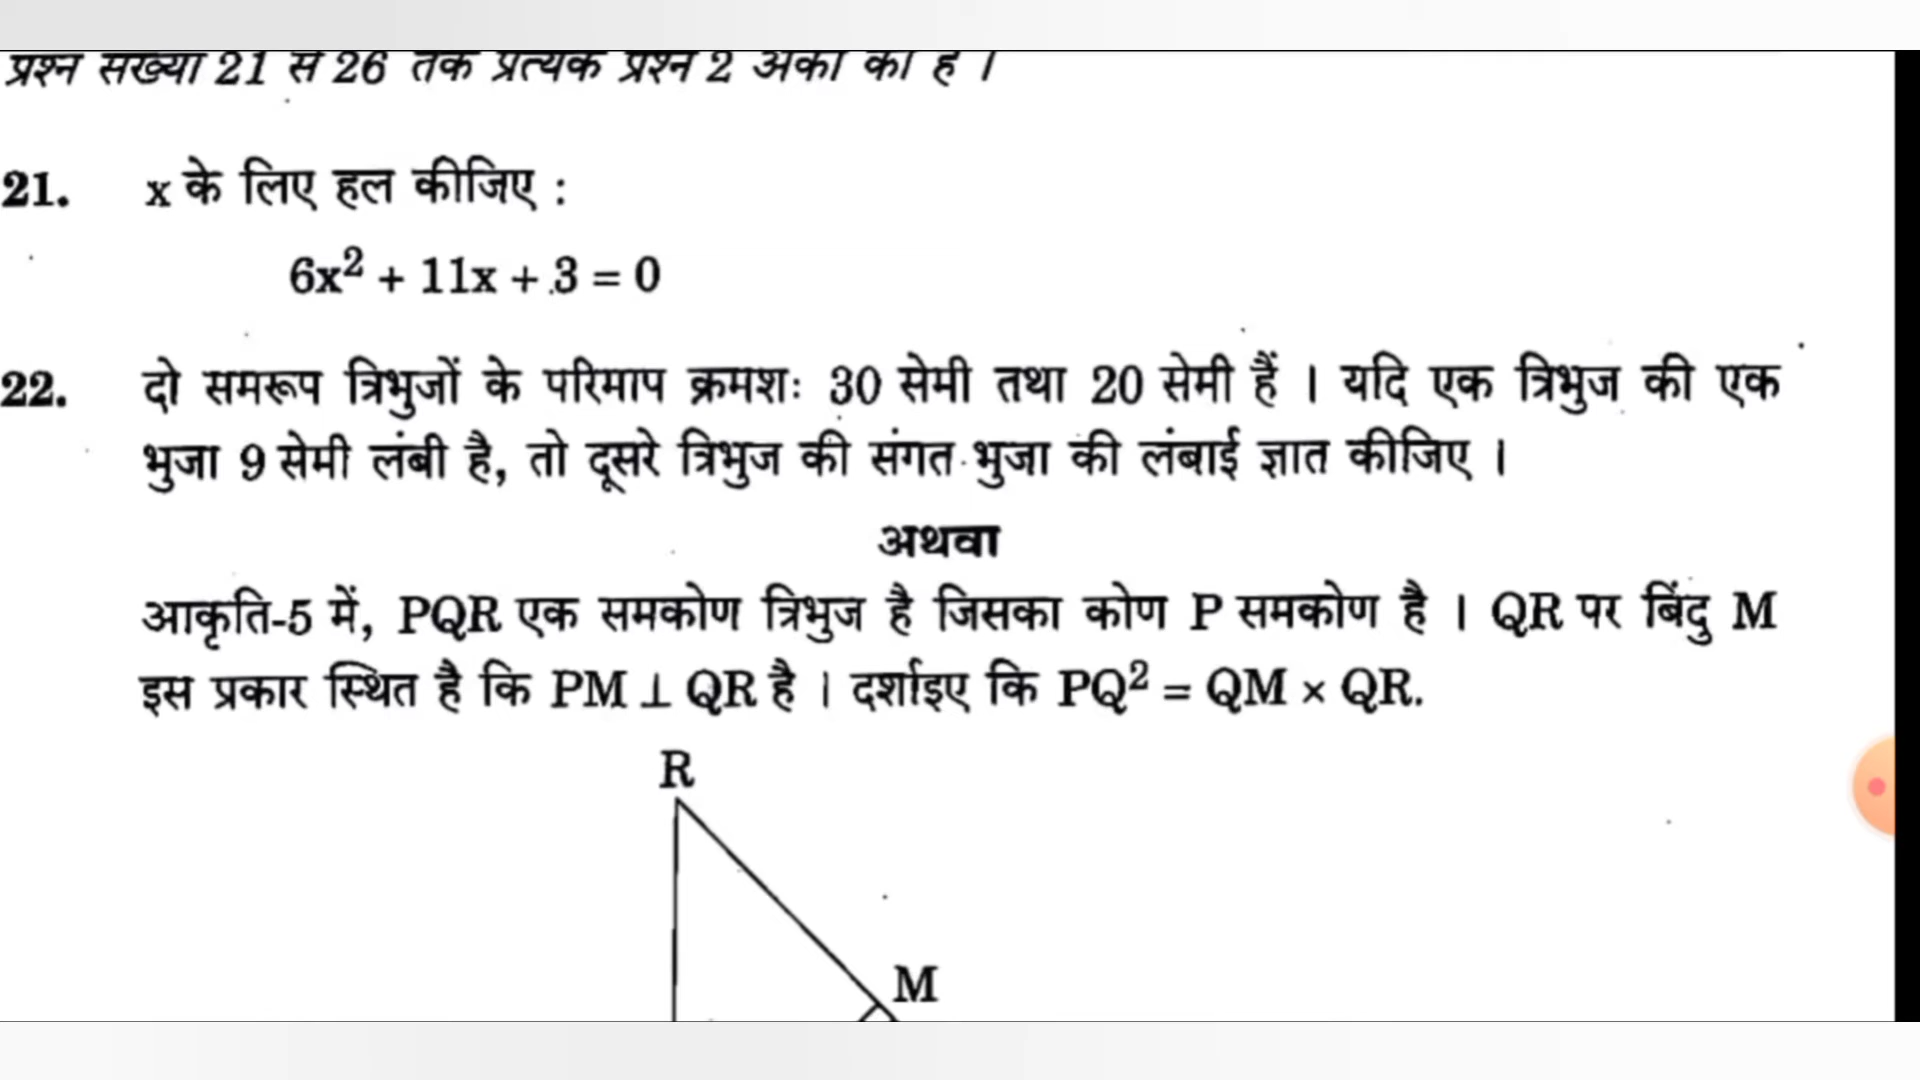 प्रश्न संख्या 21 से 26 तक प्रत्येक प्रश्न 2 अंकों का है ।
21. x के लिए हल कीजिए :
6x² + 11x + 3 = 0
22. दो समरूप त्रिभुजों के परिमाप क्रमशः 30 सेमी तथा 20 सेमी हैं । यदि एक त्रिभुज की एक
भुजा 9 सेमी लंबी है, तो दूसरे त्रिभुज की संगत भुजा की लंबाई ज्ञात कीजिए ।
अथवा
आकृति-5 में, PQR एक समकोण त्रिभुज है जिसका कोण P समकोण है । QR पर बिंदु M
इस प्रकार स्थित है कि PM ⊥ QR है । दर्शाइए कि PQ² = QM × QR.
R
M